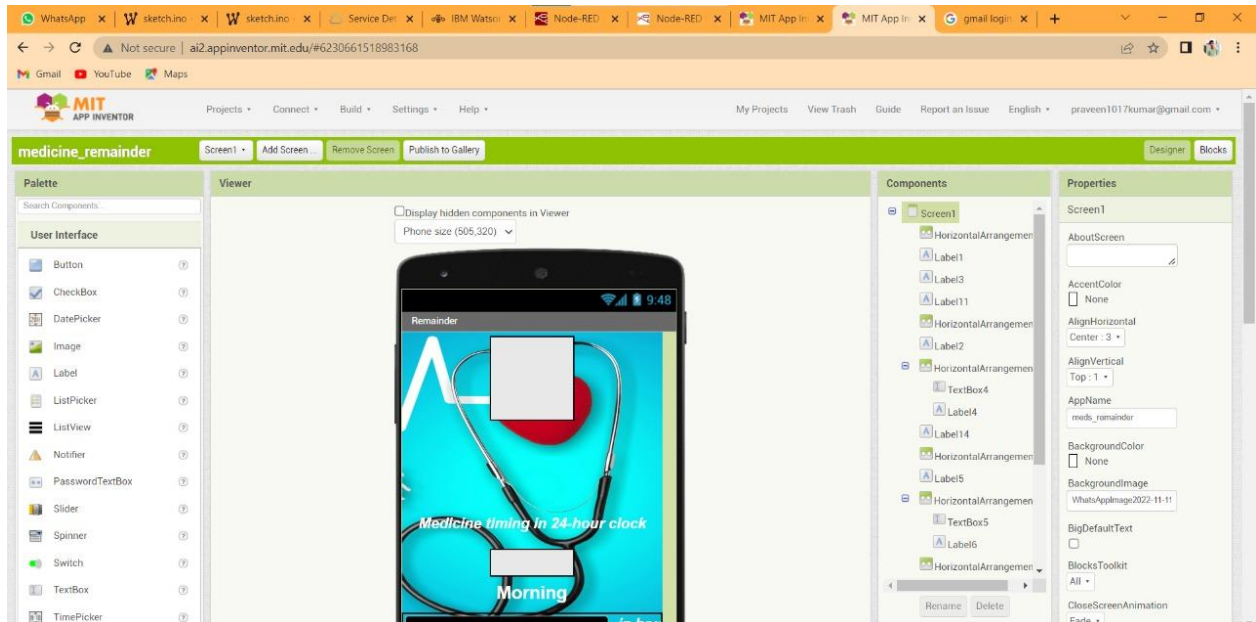 WhatsApp
sketch.ino
sketch.ino
Service De
IBM Watso
Node-RED
Node-RED
MIT App In
MIT App In
gmail login
Not secure | ai2.appinventor.mit.edu/#6230661518983168
Gmail YouTube Maps
MIT
APP INVENTOR
Projects Connect Build Settings Help My Projects View Trash Guide Report an Issue English praveen1017kumar@gmail.com
medicine_remainder Screen1 Add Screen ... Remove Screen Publish to Gallery Designer Blocks
Palette
Search Components...
User Interface
Button
CheckBox
DatePicker
Image
Label
ListPicker
ListView
Notifier
PasswordTextBox
Slider
Spinner
Switch
TextBox
TimePicker
Viewer
Display hidden components in Viewer
Phone size (505,320)
9:48
Remainder
Medicine timing in 24-hour clock
Morning
Components
Screen1
HorizontalArrangemen
Label1
Label3
Label11
HorizontalArrangemen
Label2
HorizontalArrangemen
TextBox4
Label4
Label14
HorizontalArrangemen
Label5
HorizontalArrangemen
TextBox5
Label6
HorizontalArrangemen
Rename Delete
Properties
Screen1
AboutScreen
AccentColor
None
AlignHorizontal
Center : 3
AlignVertical
Top : 1
AppName
meds_remainder
BackgroundColor
None
BackgroundImage
WhatsAppImage2022-11-11
BigDefaultText
BlocksToolkit
All
CloseScreenAnimation
Fade